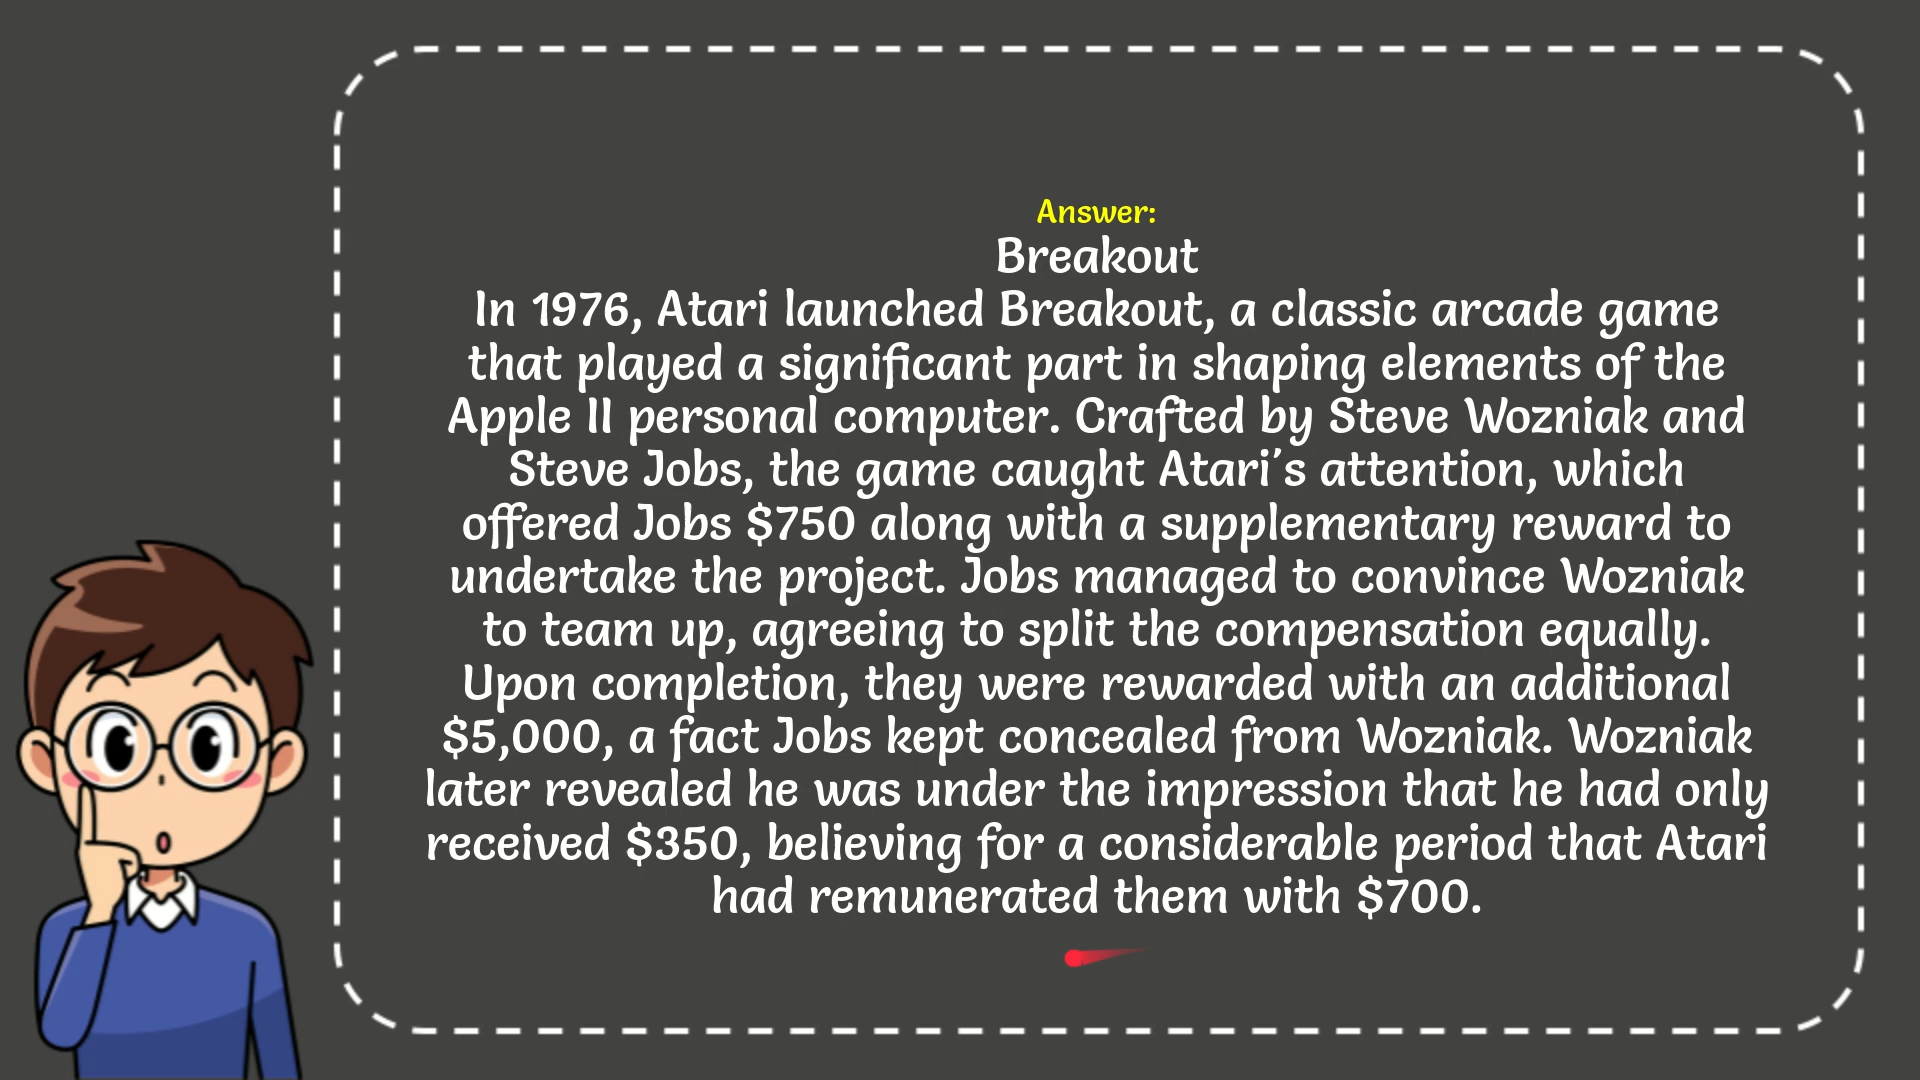 Answer:
Breakout
In 1976, Atari launched Breakout, a classic arcade game
that played a significant part in shaping elements of the
Apple II personal computer. Crafted by Steve Wozniak and
Steve Jobs, the game caught Atari's attention, which
offered Jobs $750 along with a supplementary reward to
undertake the project. Jobs managed to convince Wozniak
to team up, agreeing to split the compensation equally.
Upon completion, they were rewarded with an additional
$5,000, a fact Jobs kept concealed from Wozniak. Wozniak
later revealed he was under the impression that he had only
received $350, believing for a considerable period that Atari
had remunerated them with $700.